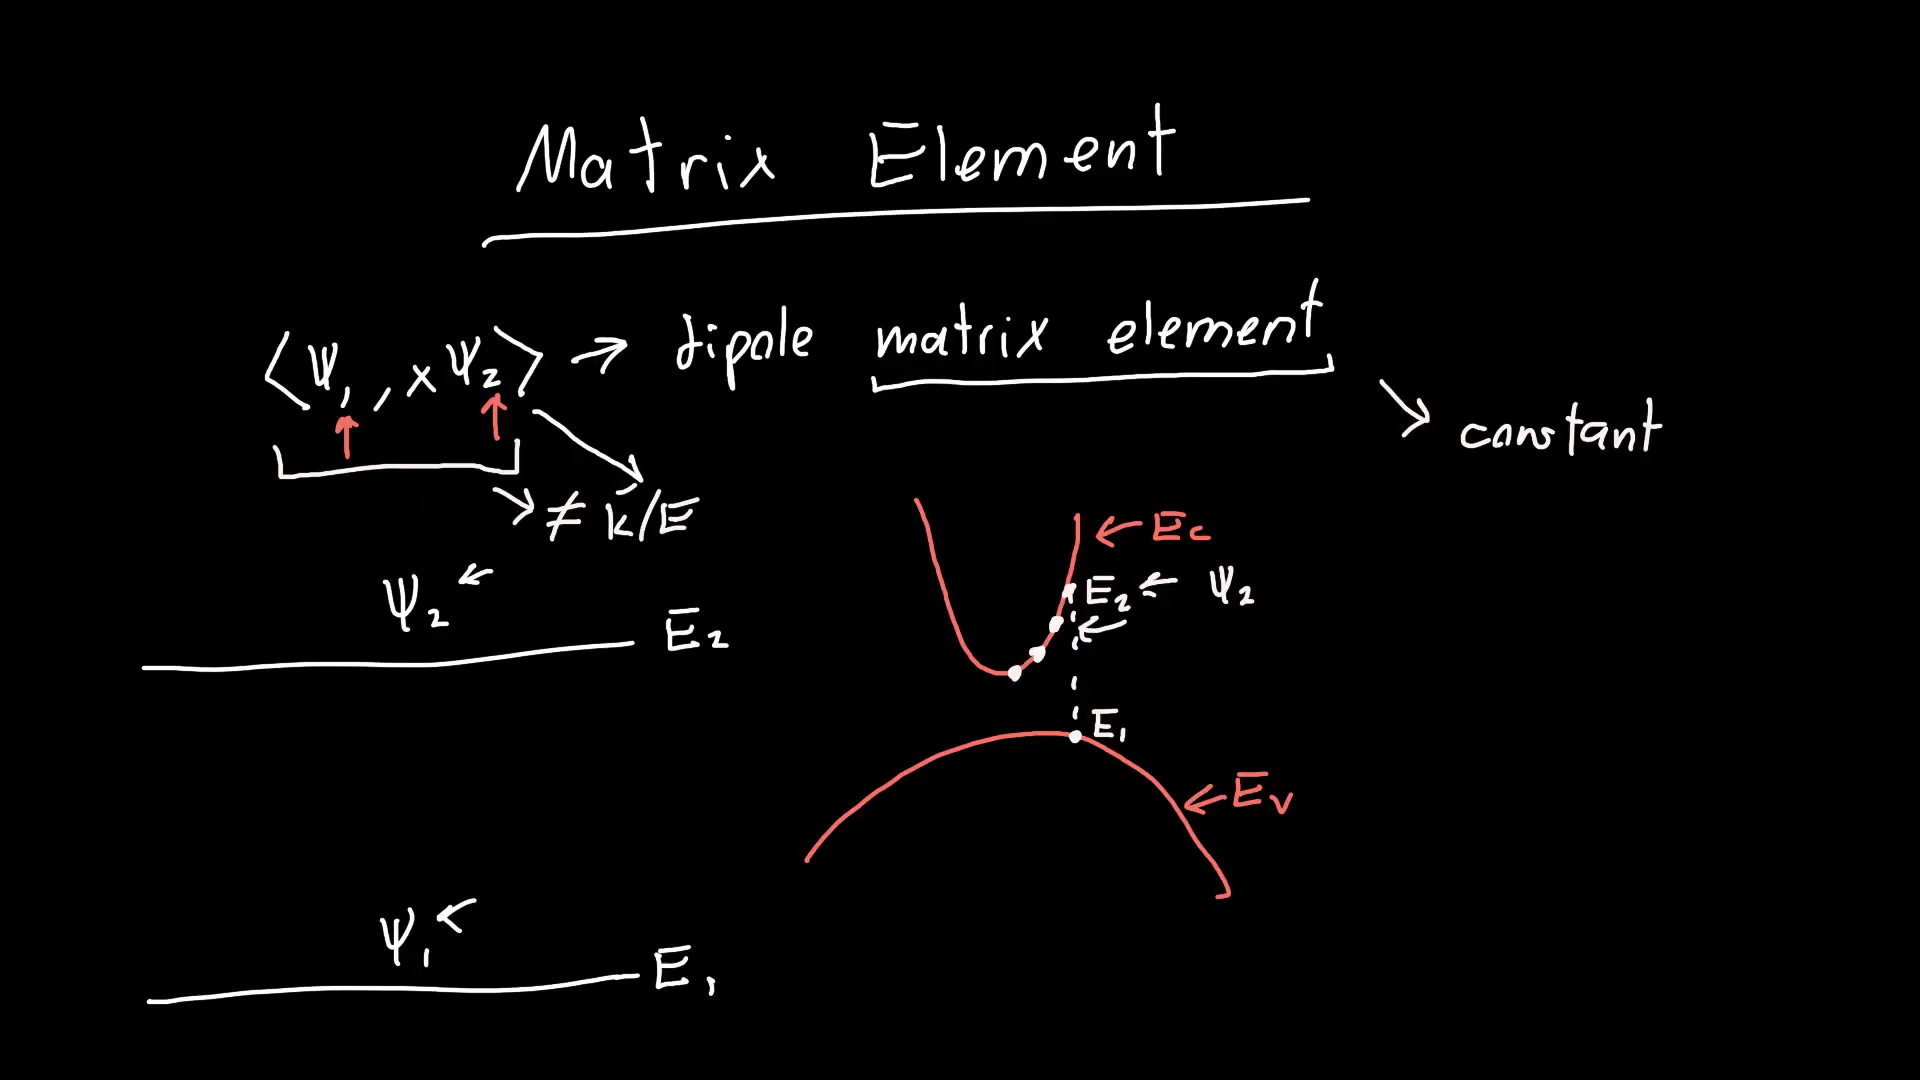 Matrix Element
⟨Ψ₁, xΨ₂⟩ → dipole matrix element
constant
≠ k/E
Ψ₂
E₂
Ψ₁
E₁
Ec
E₂ ← Ψ₂
E₁
Ev